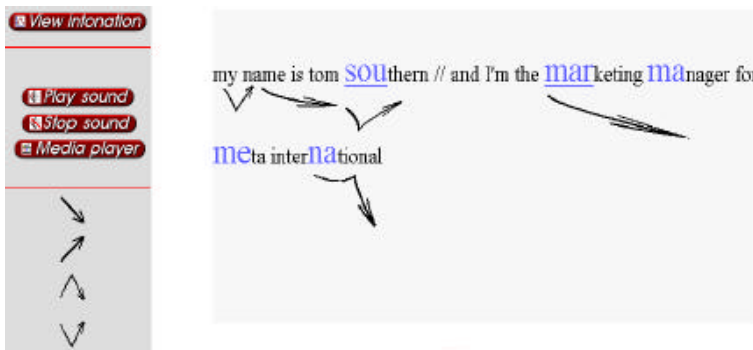 View intonation
Play sound
Stop sound
Media player
my name is tom southern // and I'm the marketing manager for
meta international